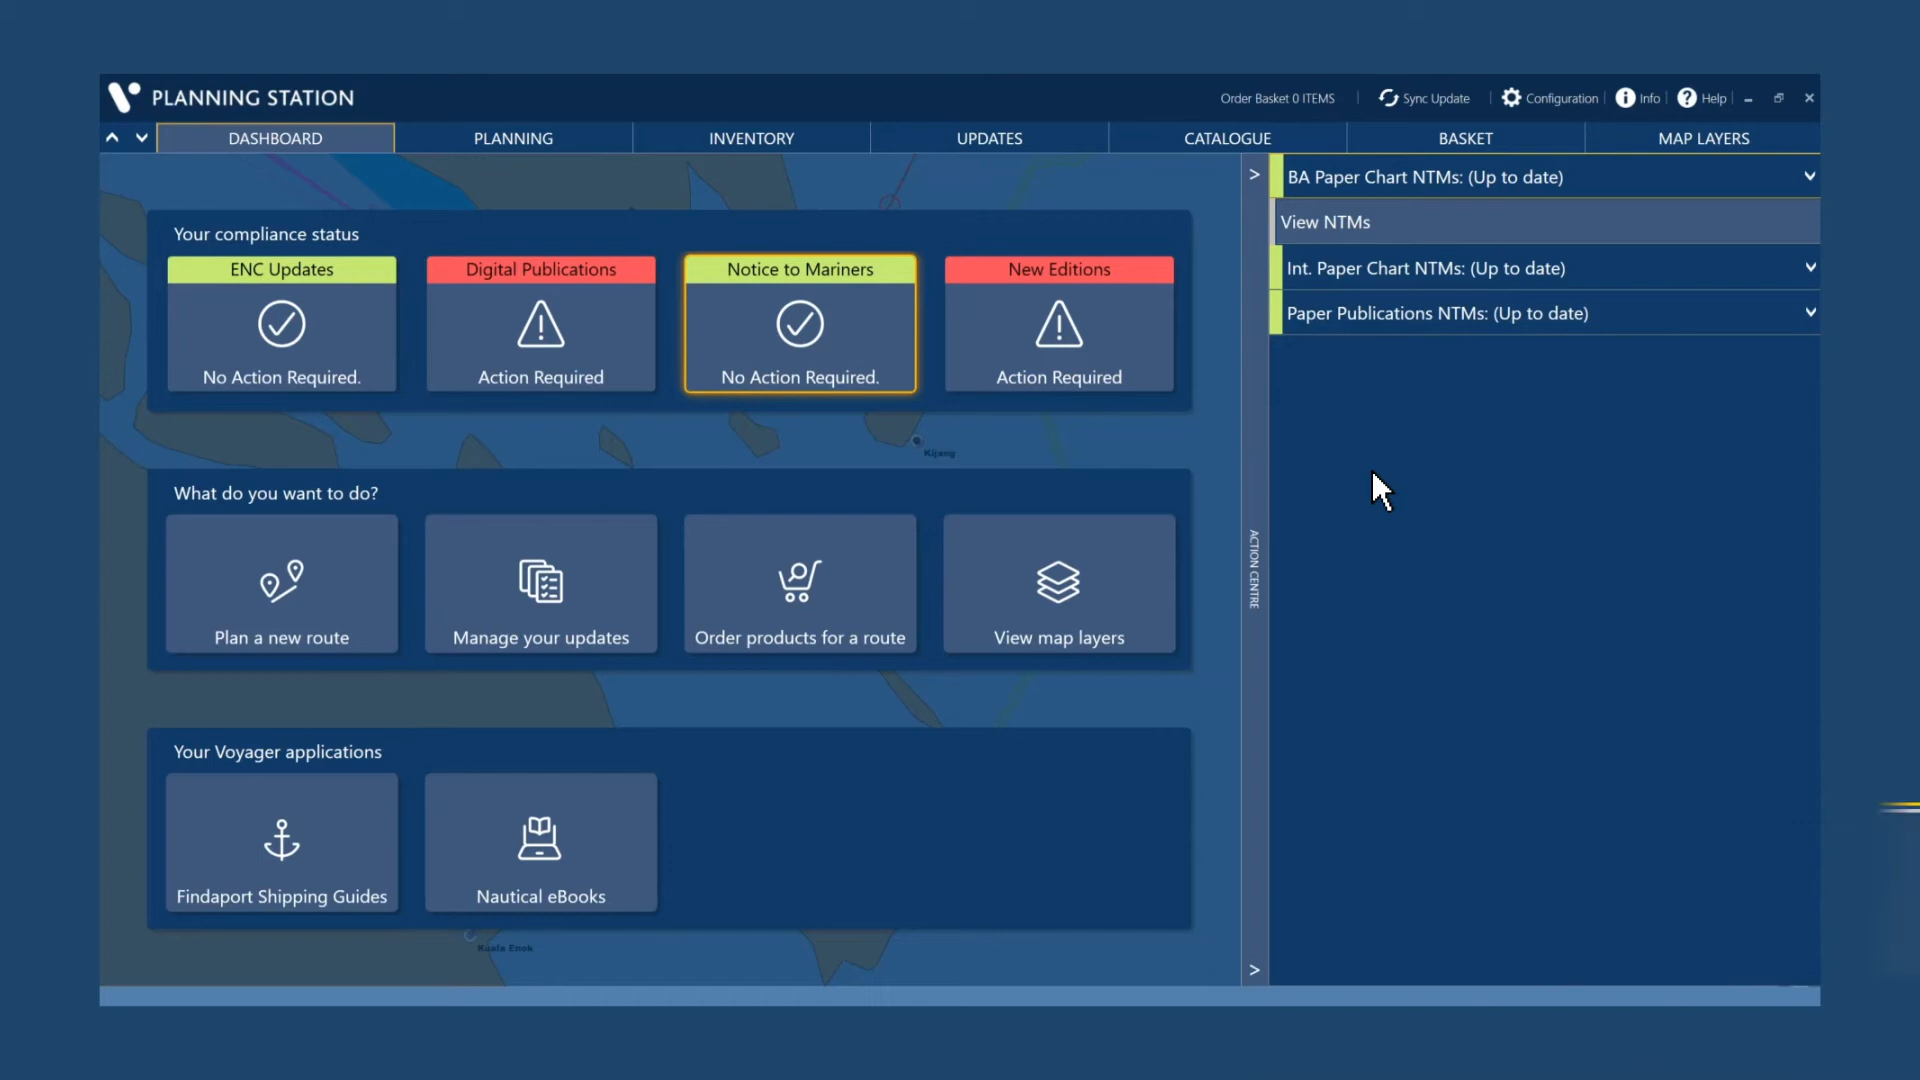 PLANNING STATION
Order Basket 0 ITEMS
Sync Update
Configuration
Info
Help
DASHBOARD
PLANNING
INVENTORY
UPDATES
CATALOGUE
BASKET
MAP LAYERS
Your compliance status
ENC Updates
No Action Required.
Digital Publications
Action Required
Notice to Mariners
No Action Required.
New Editions
Action Required
Kijang
What do you want to do?
Plan a new route
Manage your updates
Order products for a route
View map layers
Your Voyager applications
Findaport Shipping Guides
Nautical eBooks
Kuala Enok
ACTION CENTRE
BA Paper Chart NTMs: (Up to date)
View NTMs
Int. Paper Chart NTMs: (Up to date)
Paper Publications NTMs: (Up to date)